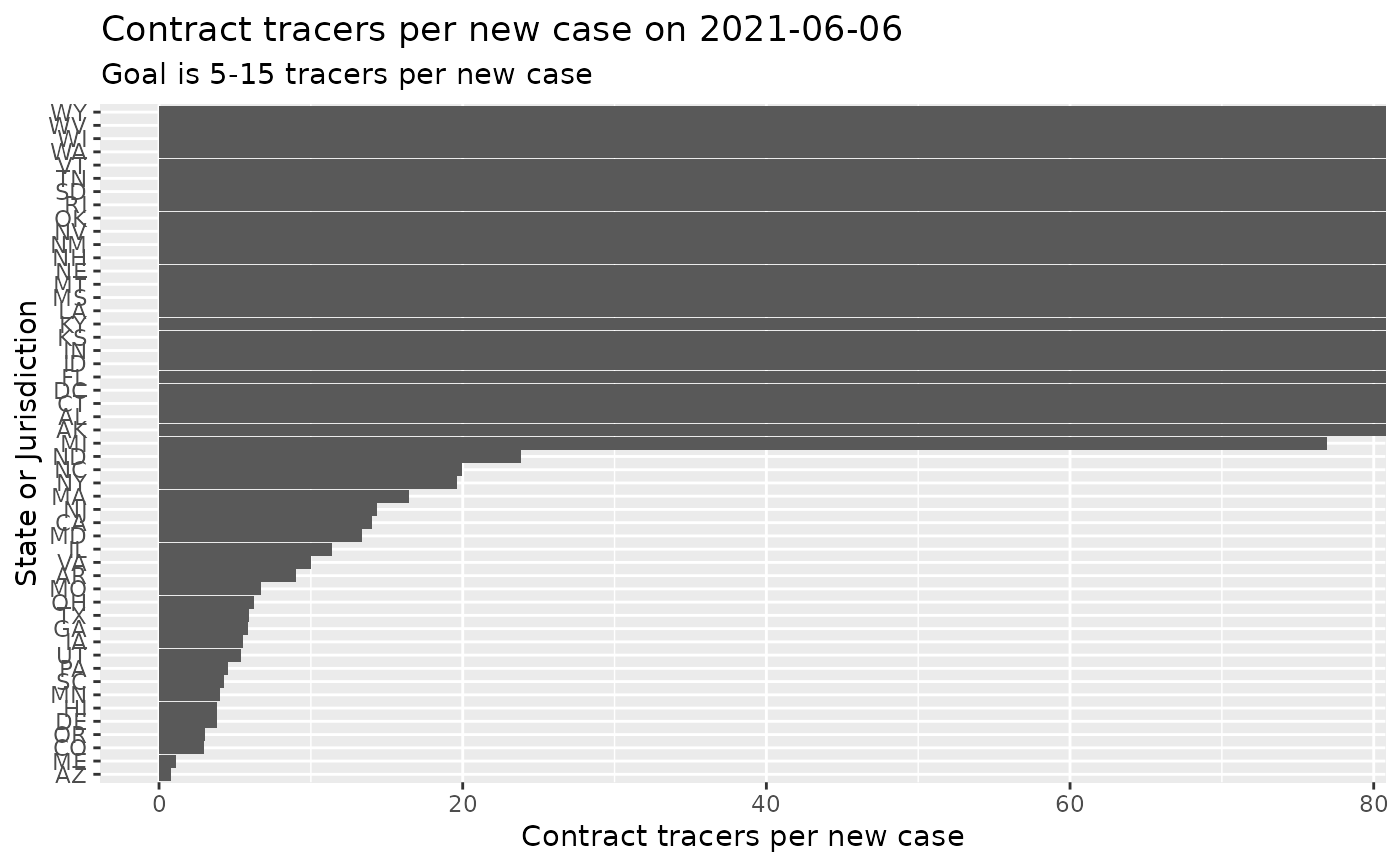 Contract tracers per new case on 2021-06-06
Goal is 5-15 tracers per new case
State or Jurisdiction
WY
WV
WI
WA
VT
TN
SD
RI
OK
NV
NM
NH
NE
MT
MS
LA
KY
KS
IN
ID
FL
DC
CT
AL
AK
MI
ND
NC
NY
MA
NJ
CA
MD
IL
VA
AR
MO
OH
TX
GA
IA
UT
PA
SC
MN
HI
DE
OR
CO
ME
AZ
0 20 40 60 80
Contract tracers per new case